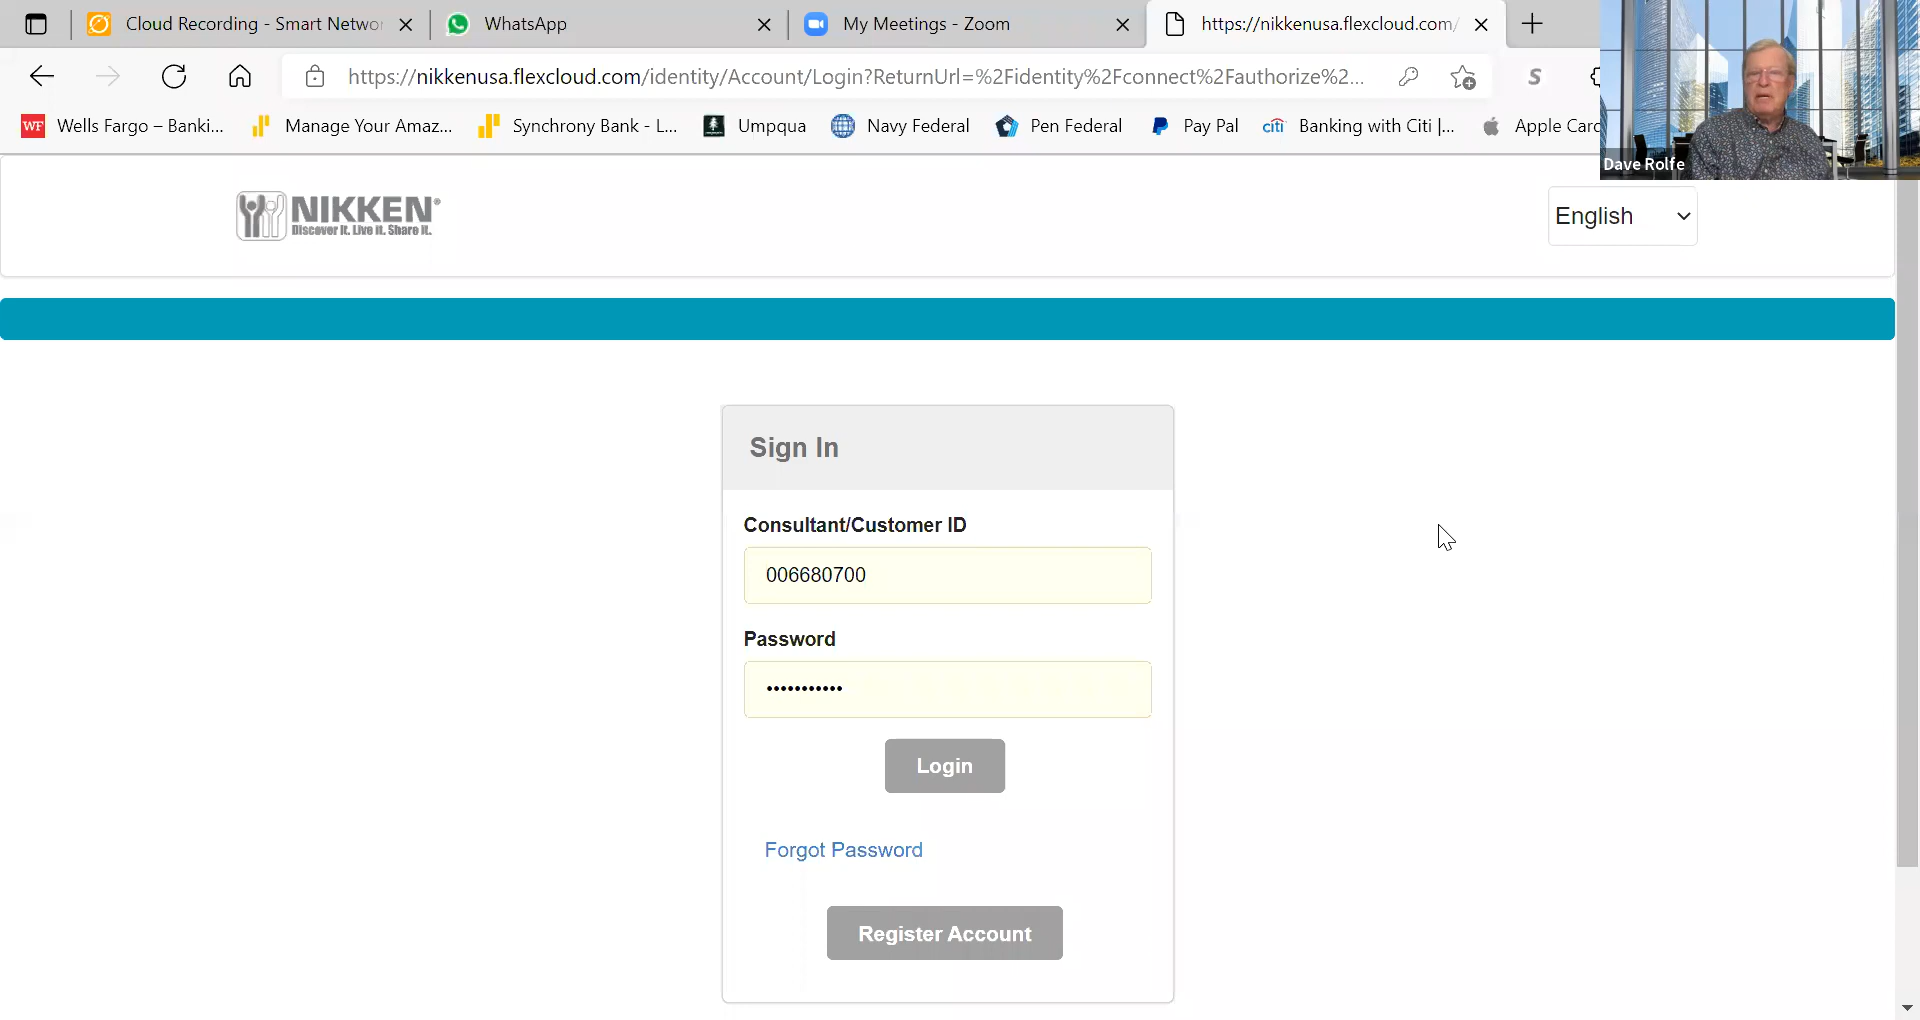 Cloud Recording - Smart Netwo
WhatsApp
My Meetings - Zoom
https://nikkenusa.flexcloud.com/
https://nikkenusa.flexcloud.com/identity/Account/Login?ReturnUrl=%2Fidentity%2Fconnect%2Fauthorize%2...
S
WF Wells Fargo – Banki...
Manage Your Amaz...
Synchrony Bank - L...
Umpqua
Navy Federal
Pen Federal
Pay Pal
citi Banking with Citi |...
Apple Card
Dave Rolfe
NIKKEN®
Discover it. Live it. Share it.
English
Sign In
Consultant/Customer ID
006680700
Password
Login
Forgot Password
Register Account